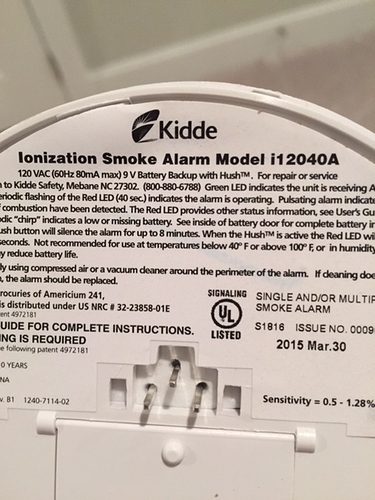 Kidde
Ionization Smoke Alarm Model i12040A
120 VAC (60Hz 80mA max) 9 V Battery Backup with Hush™. For repair or service
n to Kidde Safety, Mebane NC 27302. (800-880-6788) Green LED indicates the unit is receiving A
periodic flashing of the Red LED (40 sec.) indicates the alarm is operating. Pulsating alarm indicate
f combustion have been detected. The Red LED provides other status information, see User's Gu
dic "chirp" indicates a low or missing battery. See inside of battery door for complete battery in
ush button will silence the alarm for up to 8 minutes. When the Hush™ is active the Red LED will
seconds. Not recommended for use at temperatures below 40° F or above 100° F, or in humidity
y reduce battery life.
ly using compressed air or a vacuum cleaner around the perimeter of the alarm. If cleaning doe
n, the alarm should be replaced.
rocuries of Americium 241,
is distributed under US NRC # 32-23858-01E
ent 4972181
UIDE FOR COMPLETE INSTRUCTIONS.
ING IS REQUIRED
e following patent 4972181
0 YEARS
NA
v. B1 1240-7114-02
SIGNALING
UL
LISTED
SINGLE AND/OR MULTIP
SMOKE ALARM
S1816 ISSUE NO. 0009
2015 Mar.30
Sensitivity = 0.5 - 1.28%